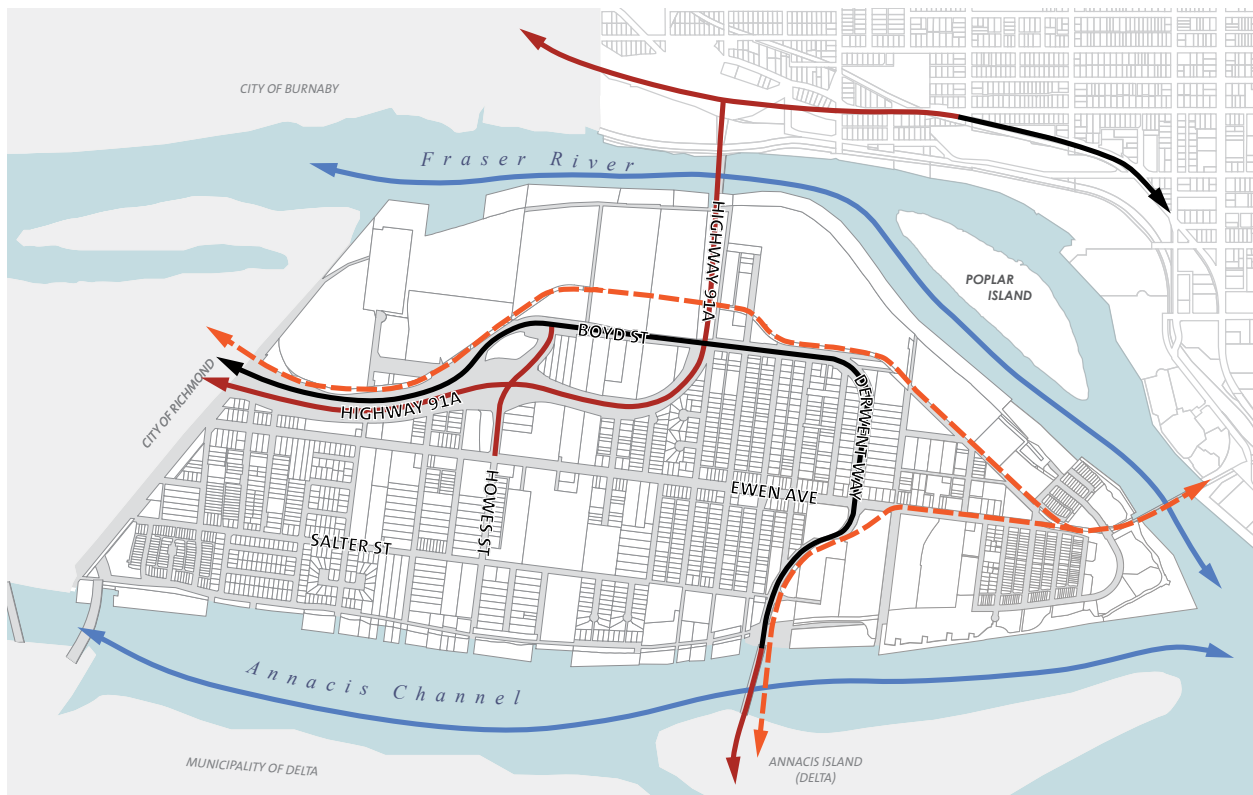 CITY OF BURNABY
Fraser River
HIGHWAY 91A
POPLAR
ISLAND
BOYD ST
CITY OF RICHMOND
HIGHWAY 91A
DERWENT WAY
HOWES ST
EWEN AVE
SALTER ST
Annacis Channel
MUNICIPALITY OF DELTA
ANNACIS ISLAND
(DELTA)